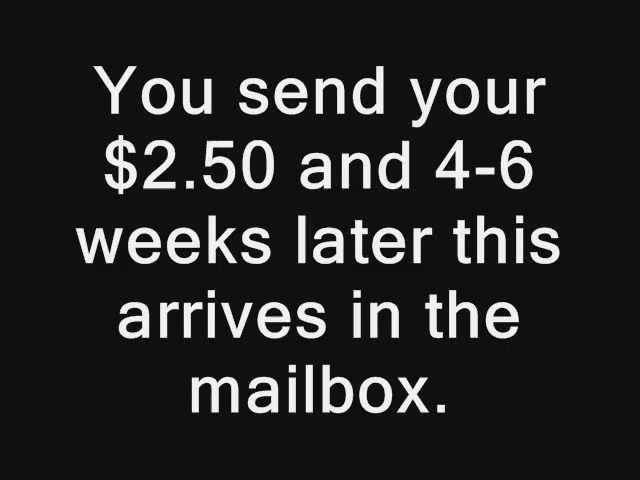 You send your
$2.50 and 4-6
weeks later this
arrives in the
mailbox.